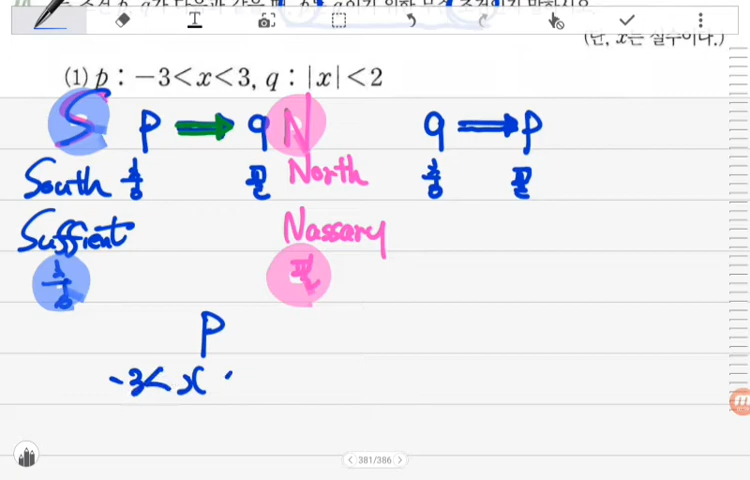 (단, x는 실수이다.)
(1) p : −3<x<3, q : |x|<2
S p ⟹ q N q ⟹ p
South 충 필 North 충 필
Suffient Nassary
충 필
p
-3< x
381/386